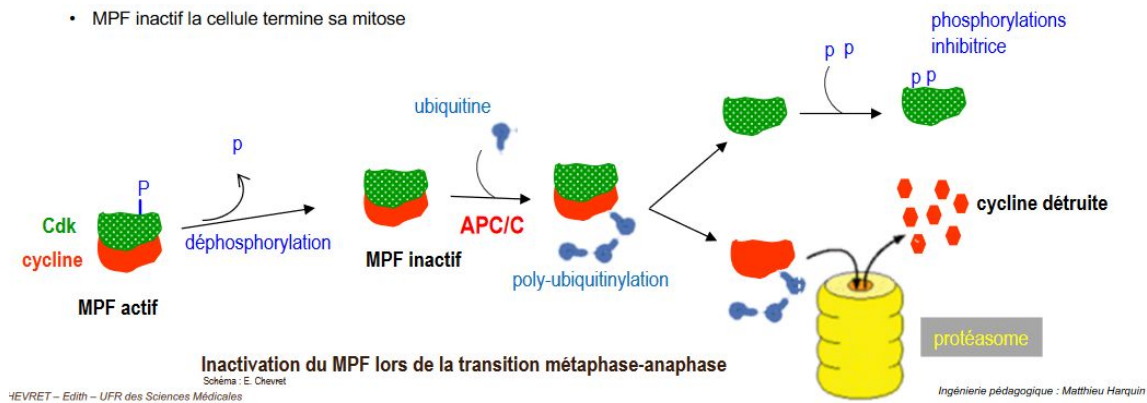 • MPF inactif la cellule termine sa mitose
phosphorylations
inhibitrice
p p
p p
ubiquitine
p
P
Cdk
cycline
déphosphorylation
MPF actif
MPF inactif
APC/C
poly-ubiquitinylation
cycline détruite
protéasome
Inactivation du MPF lors de la transition métaphase-anaphase
Schéma : E. Chevret
HEVRET – Edith – UFR des Sciences Médicales
Ingénierie pédagogique : Matthieu Harquin